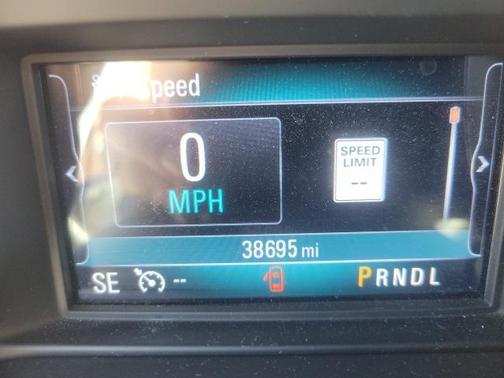 Speed
0
MPH
SPEED
LIMIT
--
38695 mi
SE -- PRNDL